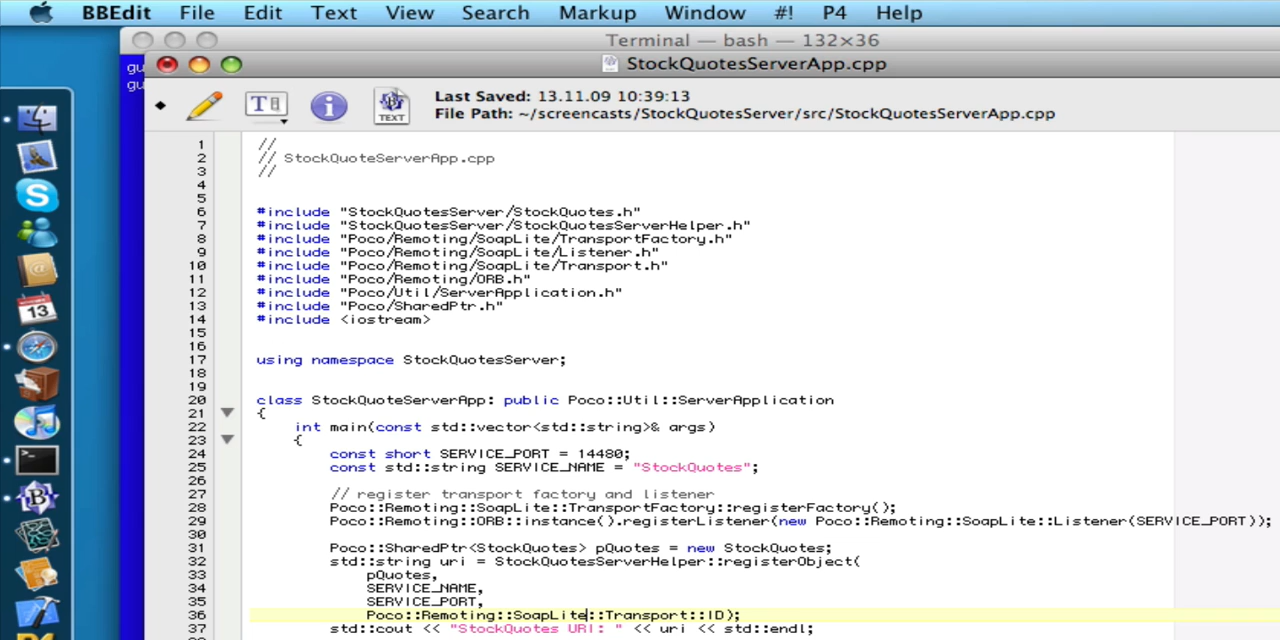 BBEdit File Edit Text View Search Markup Window #! P4 Help
Terminal — bash — 132×36
gu
gu
StockQuotesServerApp.cpp
Last Saved: 13.11.09 10:39:13
File Path: ~/screencasts/StockQuotesServer/src/StockQuotesServerApp.cpp
TEXT
13
1 //
2 // StockQuoteServerApp.cpp
3 //
4
5
6 #include "StockQuotesServer/StockQuotes.h"
7 #include "StockQuotesServer/StockQuotesServerHelper.h"
8 #include "Poco/Remoting/SoapLite/TransportFactory.h"
9 #include "Poco/Remoting/SoapLite/Listener.h"
10 #include "Poco/Remoting/SoapLite/Transport.h"
11 #include "Poco/Remoting/ORB.h"
12 #include "Poco/Util/ServerApplication.h"
13 #include "Poco/SharedPtr.h"
14 #include <iostream>
15
16
17 using namespace StockQuotesServer;
18
19
20 class StockQuoteServerApp: public Poco::Util::ServerApplication
21 {
22 int main(const std::vector<std::string>& args)
23 {
24 const short SERVICE_PORT = 14480;
25 const std::string SERVICE_NAME = "StockQuotes";
26
27 // register transport factory and listener
28 Poco::Remoting::SoapLite::TransportFactory::registerFactory();
29 Poco::Remoting::ORB::instance().registerListener(new Poco::Remoting::SoapLite::Listener(SERVICE_PORT));
30
31 Poco::SharedPtr<StockQuotes> pQuotes = new StockQuotes;
32 std::string uri = StockQuotesServerHelper::registerObject(
33 pQuotes,
34 SERVICE_NAME,
35 SERVICE_PORT,
36 Poco::Remoting::SoapLite::Transport::ID);
37 std::cout << "StockQuotes URI: " << uri << std::endl;